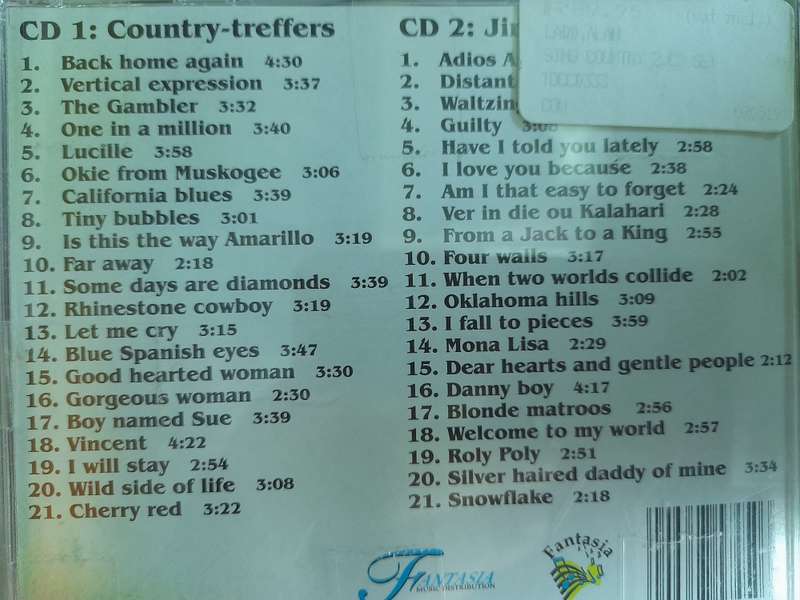 CD 1: Country-treffers
1. Back home again 4:30
2. Vertical expression 3:37
3. The Gambler 3:32
4. One in a million 3:40
5. Lucille 3:58
6. Okie from Muskogee 3:06
7. California blues 3:39
8. Tiny bubbles 3:01
9. Is this the way Amarillo 3:19
10. Far away 2:18
11. Some days are diamonds 3:39
12. Rhinestone cowboy 3:19
13. Let me cry 3:15
14. Blue Spanish eyes 3:47
15. Good hearted woman 3:30
16. Gorgeous woman 2:30
17. Boy named Sue 3:39
18. Vincent 4:22
19. I will stay 2:54
20. Wild side of life 3:08
21. Cherry red 3:22
CD 2:
1. Adios
2. Distant
3.
4. Guilty 3:08
5. Have I told you lately 2:58
6. I love you because 2:38
7. Am I that easy to forget 2:24
8. Ver in die ou Kalahari 2:28
9. From a Jack to a King 2:55
10. Four walls 3:17
11. When two worlds collide 2:02
12. Oklahoma hills 3:09
13. I fall to pieces 3:59
14. Mona Lisa 2:29
15. Dear hearts and gentle people 2:12
16. Danny boy 4:17
17. Blonde matroos 2:56
18. Welcome to my world 2:57
19. Roly Poly 2:51
20. Silver haired daddy of mine 3:34
21. Snowflake 2:18
FANTASIA
MUSIC DISTRIBUTION
Fantasia